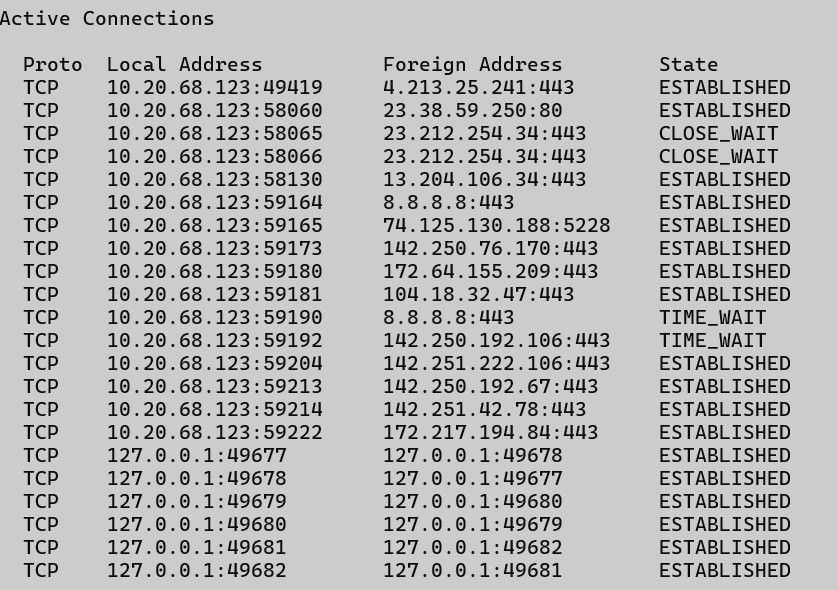 Active Connections
Proto  Local Address          Foreign Address        State
TCP    10.20.68.123:49419     4.213.25.241:443       ESTABLISHED
TCP    10.20.68.123:58060     23.38.59.250:80        ESTABLISHED
TCP    10.20.68.123:58065     23.212.254.34:443      CLOSE_WAIT
TCP    10.20.68.123:58066     23.212.254.34:443      CLOSE_WAIT
TCP    10.20.68.123:58130     13.204.106.34:443      ESTABLISHED
TCP    10.20.68.123:59164     8.8.8.8:443            ESTABLISHED
TCP    10.20.68.123:59165     74.125.130.188:5228    ESTABLISHED
TCP    10.20.68.123:59173     142.250.76.170:443     ESTABLISHED
TCP    10.20.68.123:59180     172.64.155.209:443     ESTABLISHED
TCP    10.20.68.123:59181     104.18.32.47:443       ESTABLISHED
TCP    10.20.68.123:59190     8.8.8.8:443            TIME_WAIT
TCP    10.20.68.123:59192     142.250.192.106:443    TIME_WAIT
TCP    10.20.68.123:59204     142.251.222.106:443    ESTABLISHED
TCP    10.20.68.123:59213     142.250.192.67:443     ESTABLISHED
TCP    10.20.68.123:59214     142.251.42.78:443      ESTABLISHED
TCP    10.20.68.123:59222     172.217.194.84:443     ESTABLISHED
TCP    127.0.0.1:49677        127.0.0.1:49678        ESTABLISHED
TCP    127.0.0.1:49678        127.0.0.1:49677        ESTABLISHED
TCP    127.0.0.1:49679        127.0.0.1:49680        ESTABLISHED
TCP    127.0.0.1:49680        127.0.0.1:49679        ESTABLISHED
TCP    127.0.0.1:49681        127.0.0.1:49682        ESTABLISHED
TCP    127.0.0.1:49682        127.0.0.1:49681        ESTABLISHED